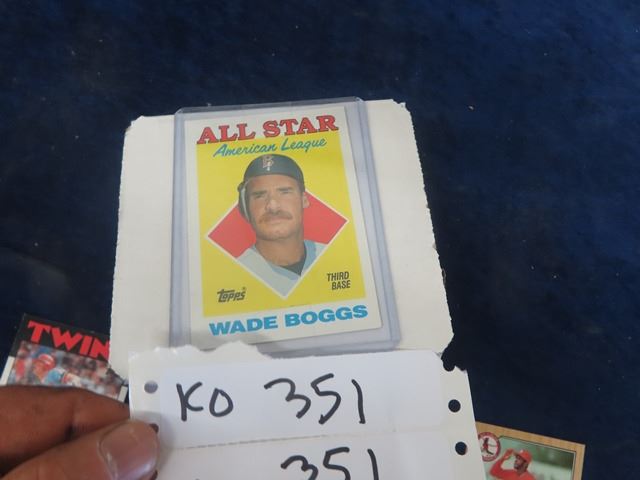 ALL STAR
American League
B
Topps
THIRD
BASE
WADE BOGGS
TWIN
KO 351
351